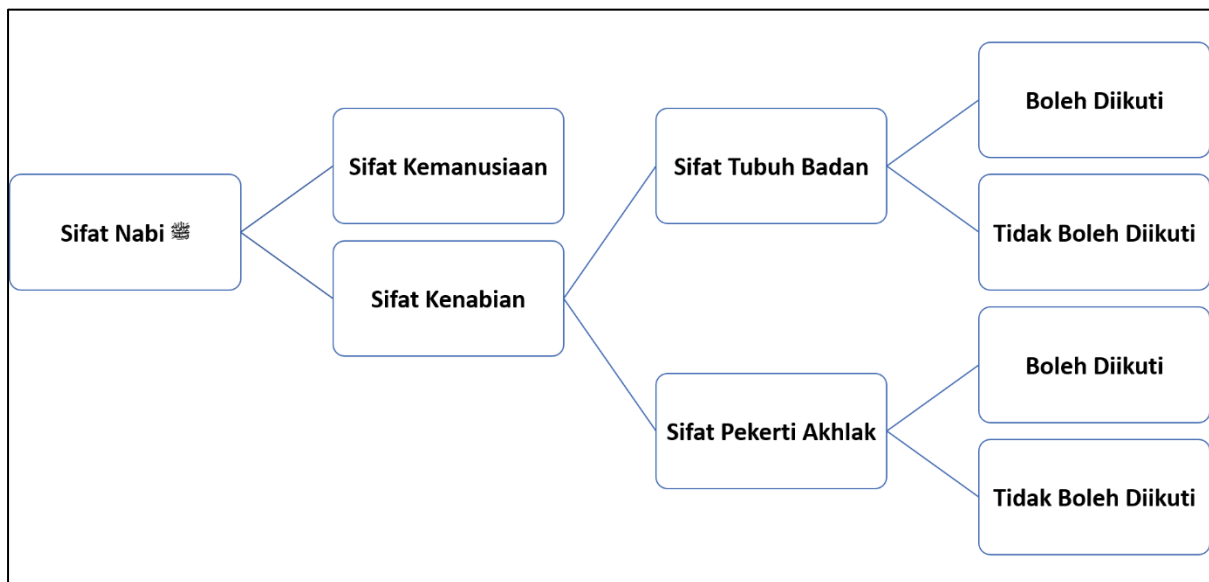 Sifat Nabi ﷺ
Sifat Kemanusiaan
Sifat Kenabian
Sifat Tubuh Badan
Sifat Pekerti Akhlak
Boleh Diikuti
Tidak Boleh Diikuti
Boleh Diikuti
Tidak Boleh Diikuti